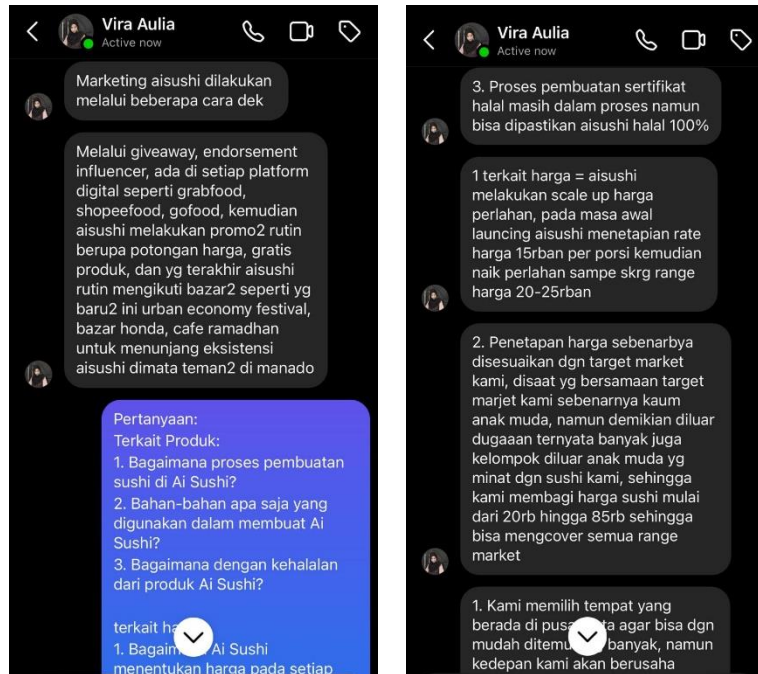 Vira Aulia
Active now
Marketing aisushi dilakukan
melalui beberapa cara dek
Melalui giveaway, endorsement
influencer, ada di setiap platform
digital seperti grabfood,
shopeefood, gofood, kemudian
aisushi melakukan promo2 rutin
berupa potongan harga, gratis
produk, dan yg terakhir aisushi
rutin mengikuti bazar2 seperti yg
baru2 ini urban economy festival,
bazar honda, cafe ramadhan
untuk menunjang eksistensi
aisushi dimata teman2 di manado
Pertanyaan:
Terkait Produk:
1. Bagaimana proses pembuatan
sushi di Ai Sushi?
2. Bahan-bahan apa saja yang
digunakan dalam membuat Ai
Sushi?
3. Bagaimana dengan kehalalan
dari produk Ai Sushi?
terkait
1. Ai Sushi
menentukan harga pada setiap
Vira Aulia
Active now
3. Proses pembuatan sertifikat
halal masih dalam proses namun
bisa dipastikan aisushi halal 100%
1 terkait harga = aisushi
melakukan scale up harga
perlahan, pada masa awal
launcing aisushi menetapian rate
harga 15rban per porsi kemudian
naik perlahan sampe skrg range
harga 20-25rban
2. Penetapan harga sebenarbya
disesuaikan dgn target market
kami, disaat yg bersamaan target
marjet kami sebenarnya kaum
anak muda, namun demikian diluar
dugaaan ternyata banyak juga
kelompok diluar anak muda yg
minat dgn sushi kami, sehingga
kami membagi harga sushi mulai
dari 20rb hingga 85rb sehingga
bisa mengcover semua range
market
1. Kami memilih tempat yang
berada di agar bisa dgn
mudah banyak, namun
kedepan kami akan berusaha